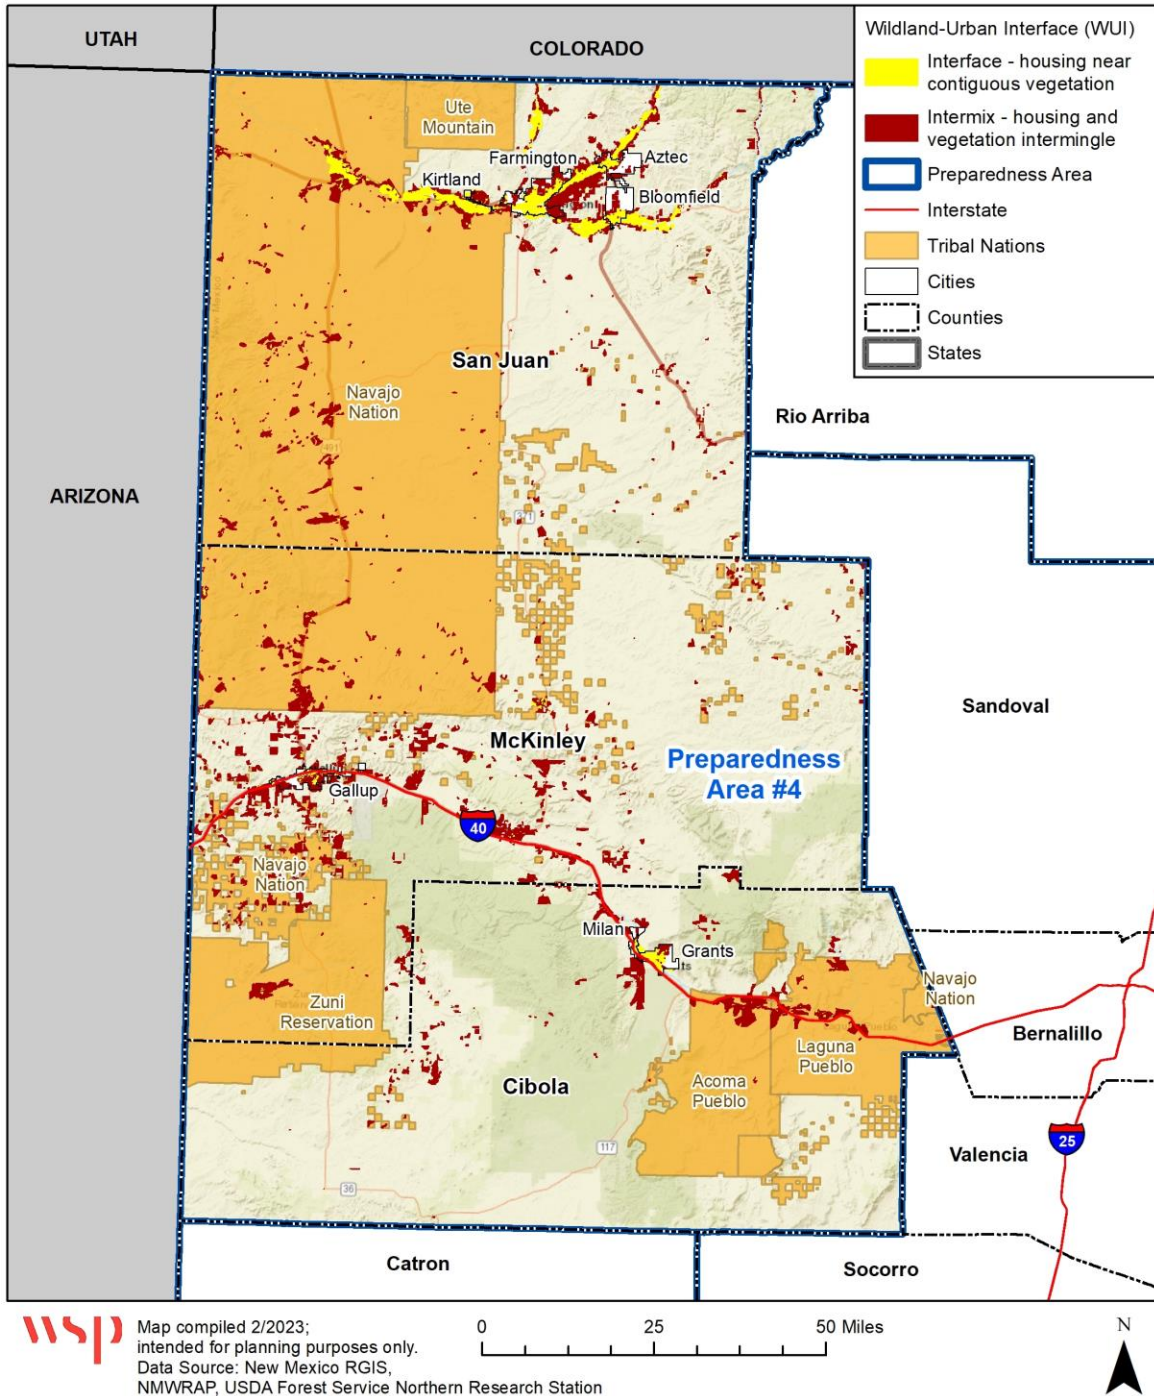 UTAH
COLORADO
Wildland-Urban Interface (WUI)
Interface - housing near
contiguous vegetation
Intermix - housing and
vegetation intermingle
Preparedness Area
Interstate
Tribal Nations
Cities
Counties
States
Ute
Mountain
Farmington
Aztec
Kirtland
Bloomfield
San Juan
Navajo
Nation
Rio Arriba
ARIZONA
491
371
Sandoval
McKinley
Preparedness
Area #4
Gallup
40
Navajo
Nation
Milan
Grants
Zuni
Reservation
Navajo
Nation
Bernalillo
Laguna
Pueblo
Cibola
Acoma
Pueblo
117
25
Valencia
36
Catron
Socorro
wsp
Map compiled 2/2023;
intended for planning purposes only.
Data Source: New Mexico RGIS,
NMWRAP, USDA Forest Service Northern Research Station
0 25 50 Miles
N